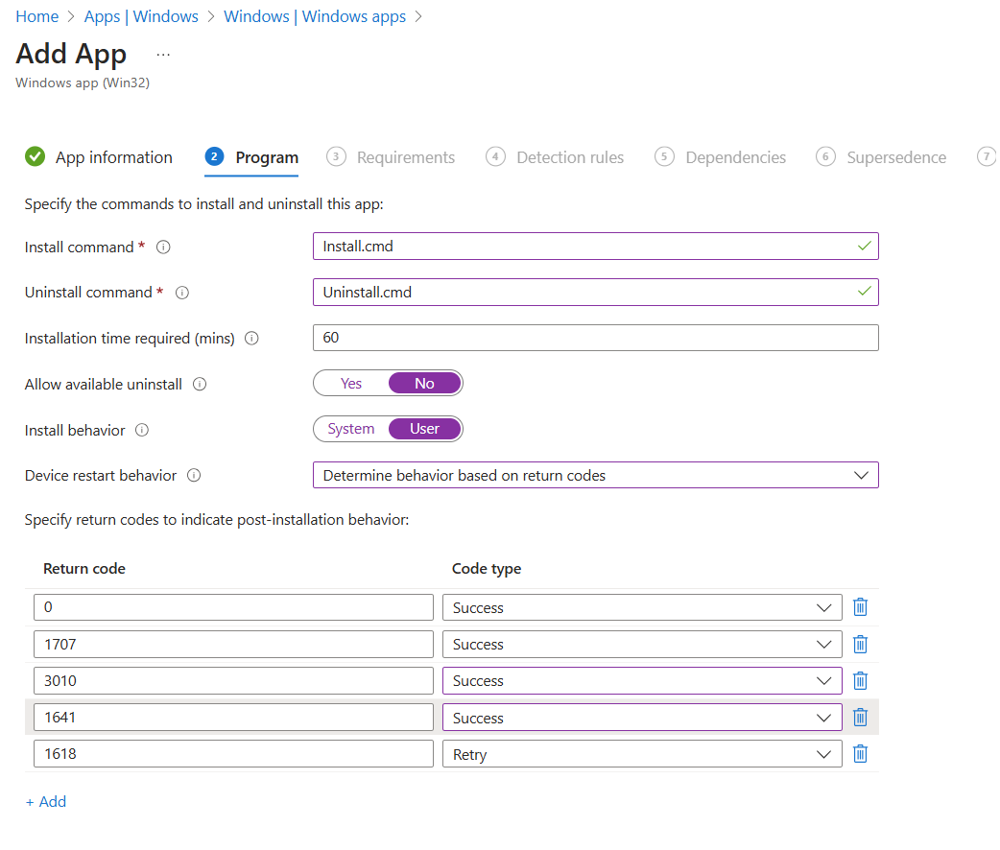 Home > Apps | Windows > Windows | Windows apps >
Add App ...
Windows app (Win32)
App information 2 Program 3 Requirements 4 Detection rules 5 Dependencies 6 Supersedence 7
Specify the commands to install and uninstall this app:
Install command * Install.cmd
Uninstall command * Uninstall.cmd
Installation time required (mins) 60
Allow available uninstall Yes No
Install behavior System User
Device restart behavior Determine behavior based on return codes
Specify return codes to indicate post-installation behavior:
Return code Code type
0 Success
1707 Success
3010 Success
1641 Success
1618 Retry
+ Add